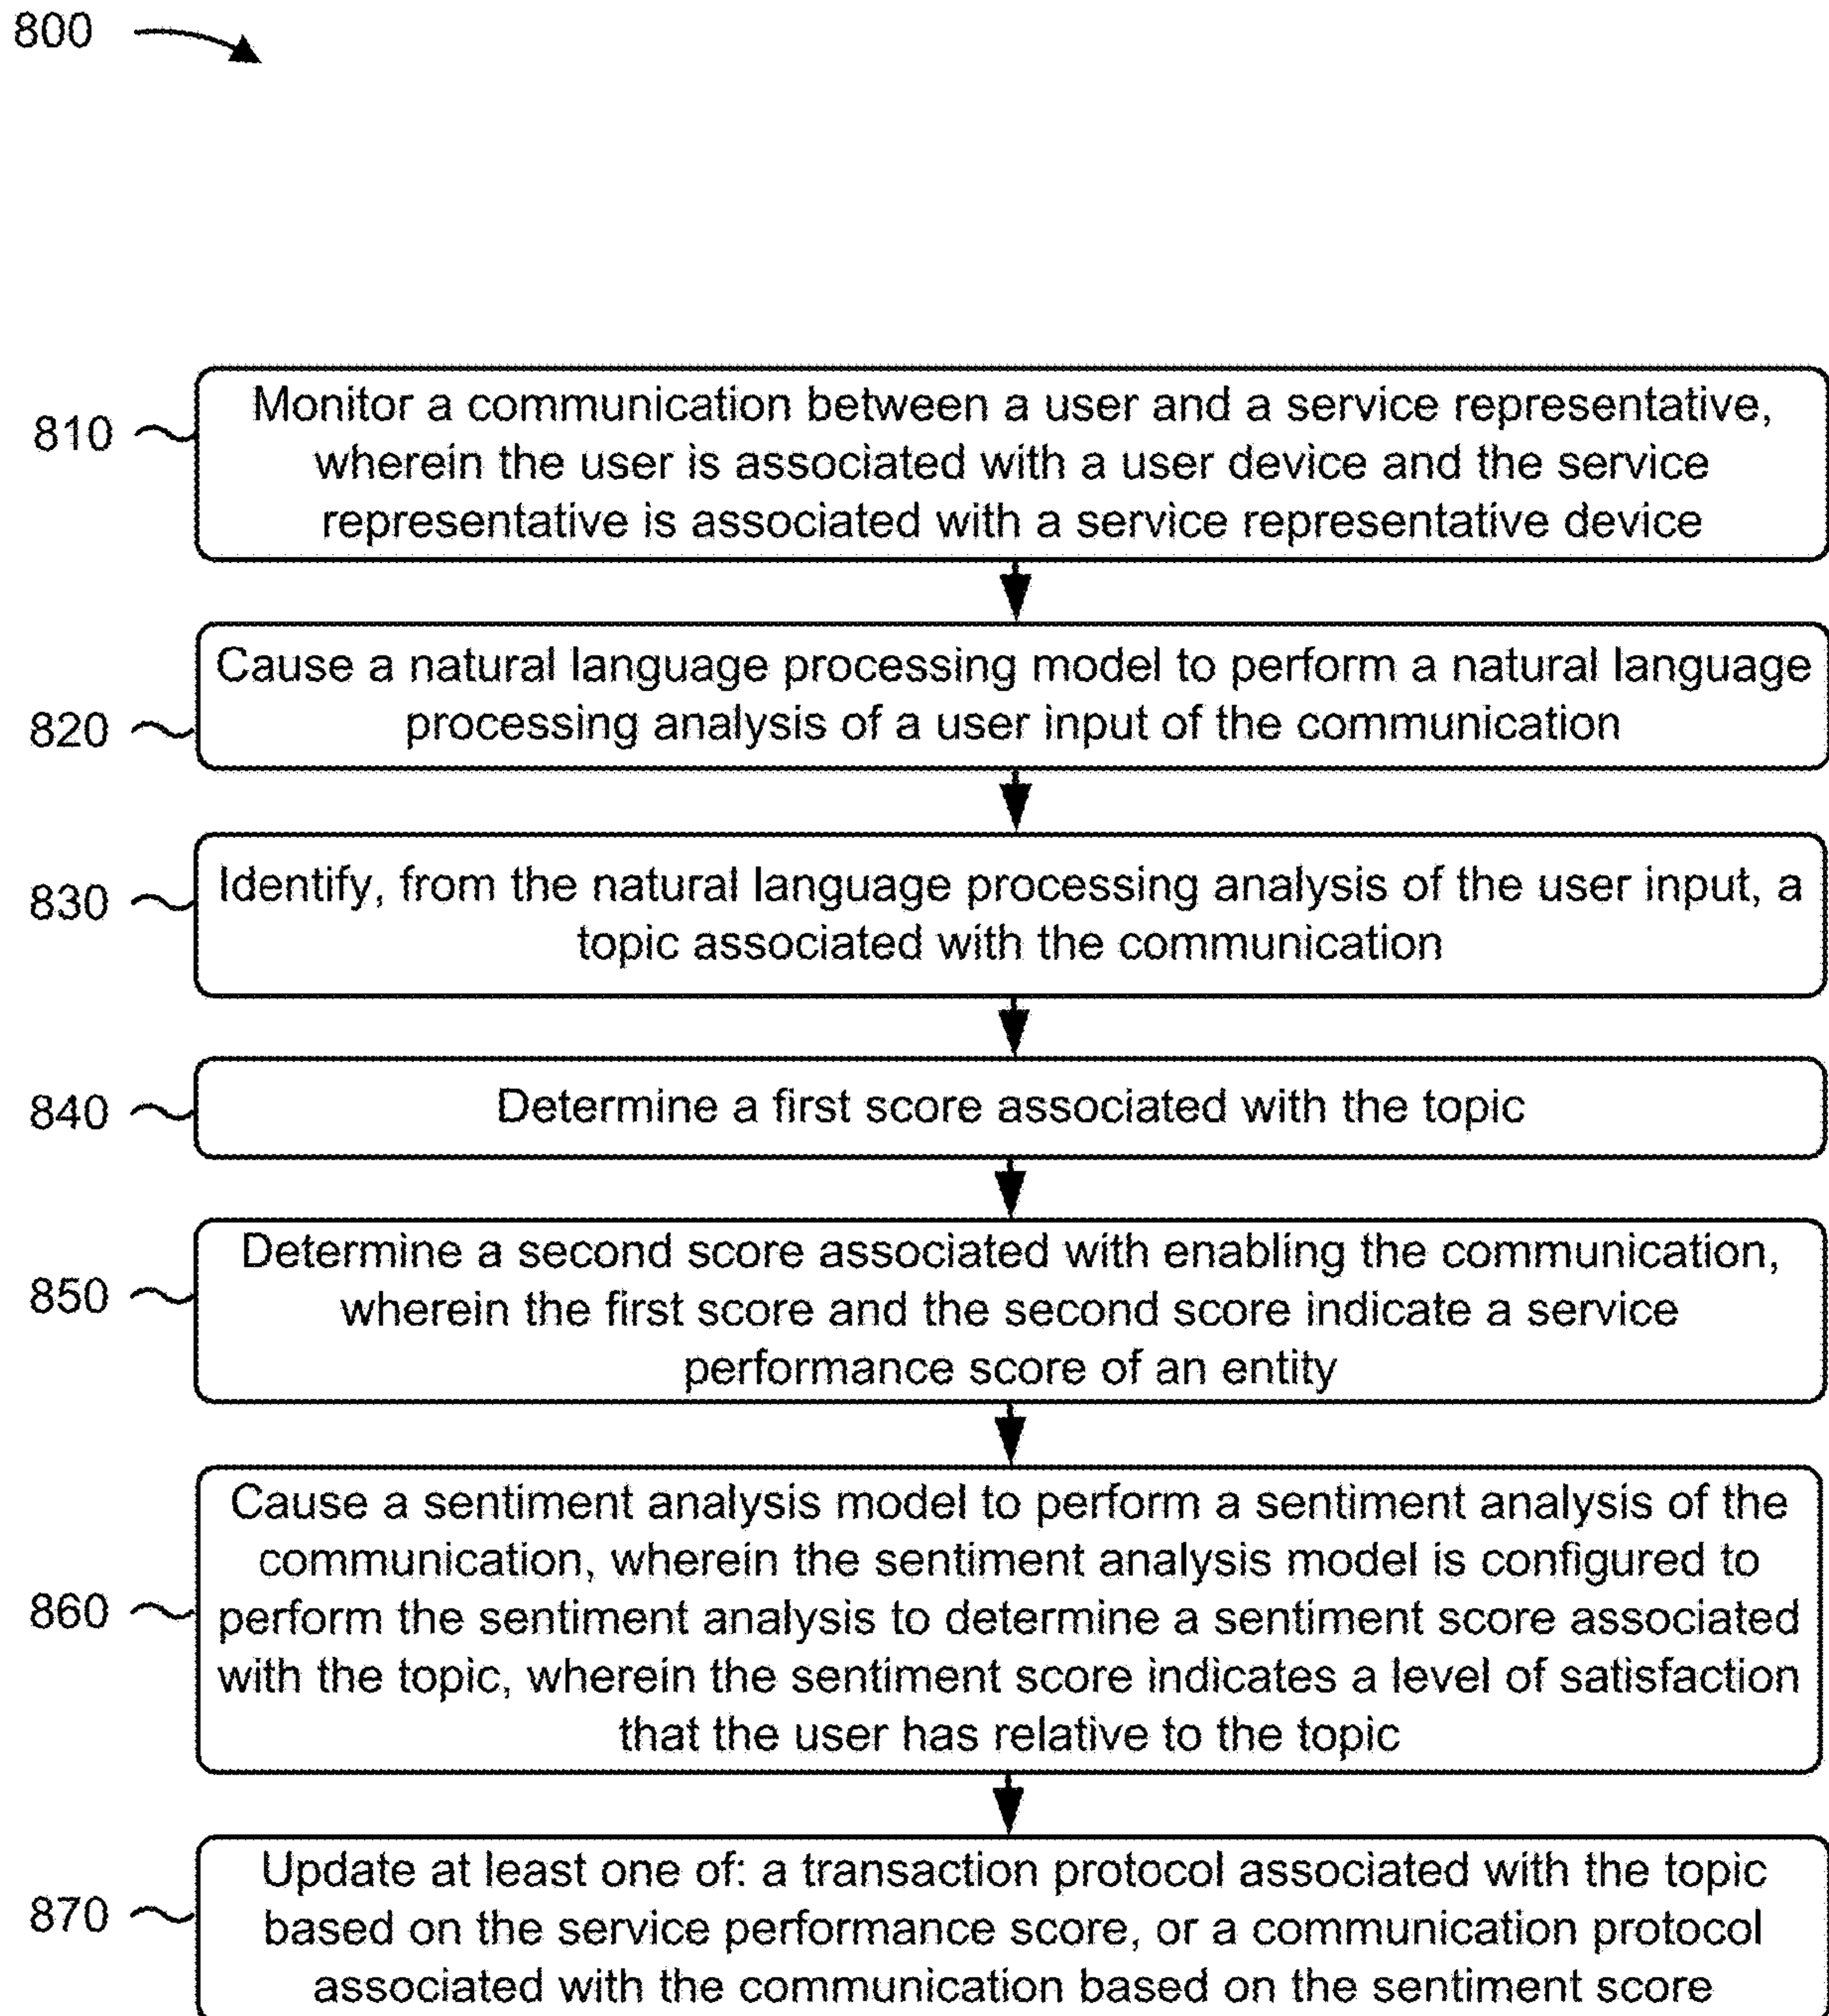 800
810
Monitor a communication between a user and a service representative,
wherein the user is associated with a user device and the service
representative is associated with a service representative device
820
Cause a natural language processing model to perform a natural language
processing analysis of a user input of the communication
830
Identify, from the natural language processing analysis of the user input, a
topic associated with the communication
840
Determine a first score associated with the topic
850
Determine a second score associated with enabling the communication,
wherein the first score and the second score indicate a service
performance score of an entity
860
Cause a sentiment analysis model to perform a sentiment analysis of the
communication, wherein the sentiment analysis model is configured to
perform the sentiment analysis to determine a sentiment score associated
with the topic, wherein the sentiment score indicates a level of satisfaction
that the user has relative to the topic
870
Update at least one of: a transaction protocol associated with the topic
based on the service performance score, or a communication protocol
associated with the communication based on the sentiment score